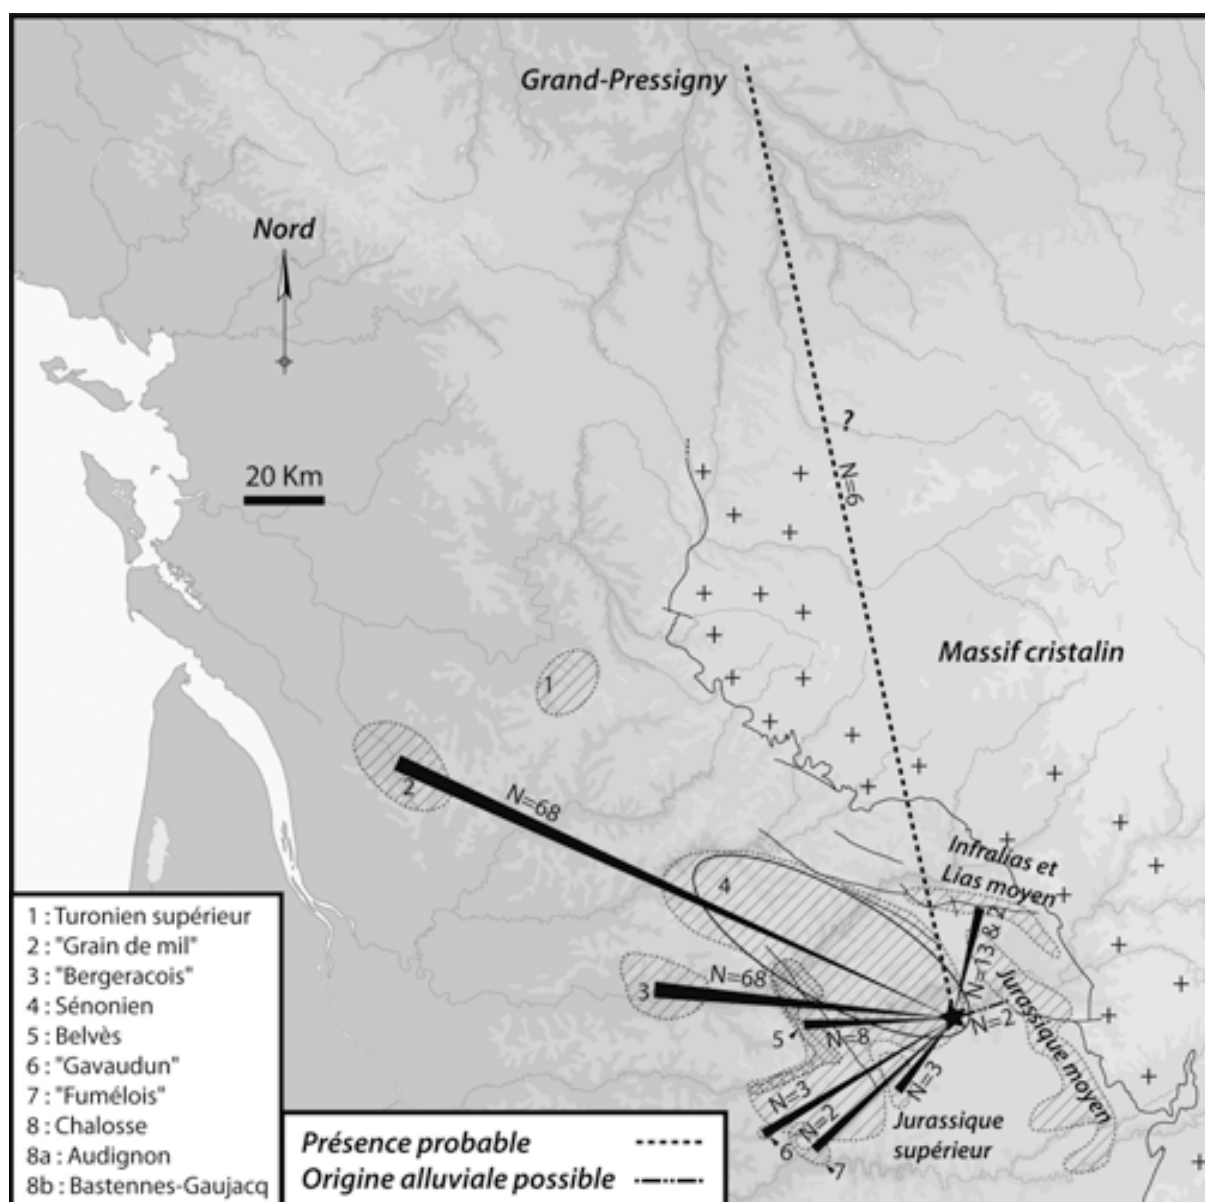 Grand-Pressigny
Nord
20 Km
?
N=6
Massif cristalin
1
2
N=68
Infralias et
Lias moyen
4
N=13 & 2
N=68
3
Jurassique moyen
N=2
5
N=8
N=3
N=3
N=2
6
7
Jurassique
supérieur
1 : Turonien supérieur
2 : "Grain de mil"
3 : "Bergeracois"
4 : Sénonien
5 : Belvès
6 : "Gavaudun"
7 : "Fumélois"
8 : Chalosse
8a : Audignon
8b : Bastennes-Gaujacq
Présence probable
Origine alluviale possible